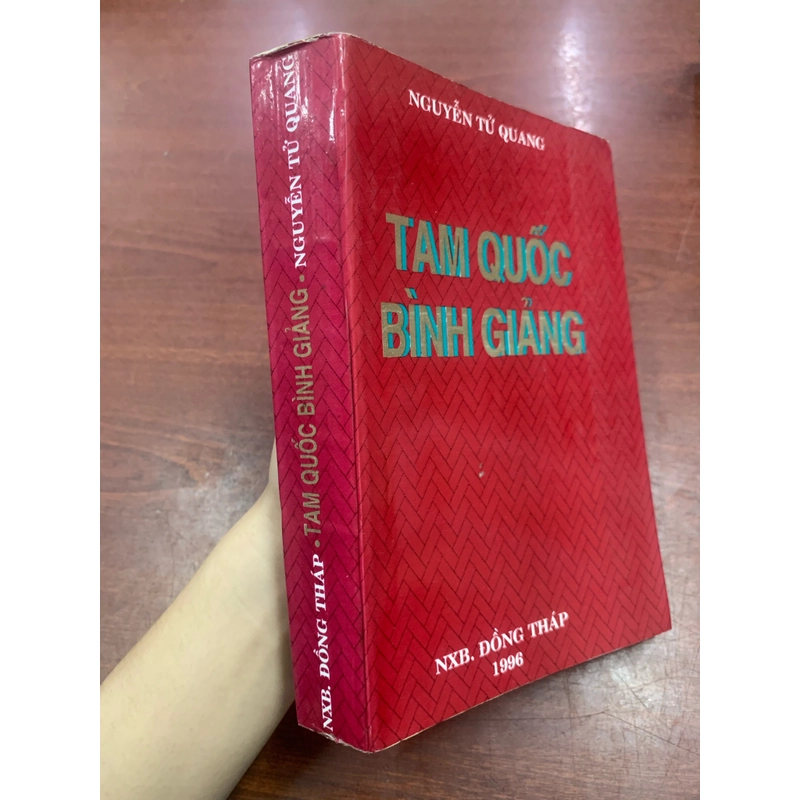 NGUYỄN TỬ QUANG
TAM QUỐC
BÌNH GIẢNG
NXB. ĐỒNG THÁP
1996
NXB. ĐỒNG THÁP • TAM QUỐC BÌNH GIẢNG • NGUYỄN TỬ QUANG